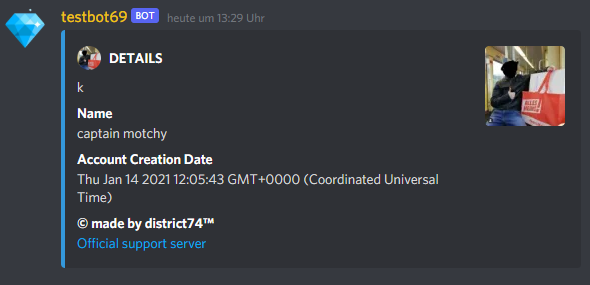 testbot69 BOT heute um 13:29 Uhr
DETAILS
k
Name
captain motchy
Account Creation Date
Thu Jan 14 2021 12:05:43 GMT+0000 (Coordinated Universal
Time)
© made by district74™
Official support server